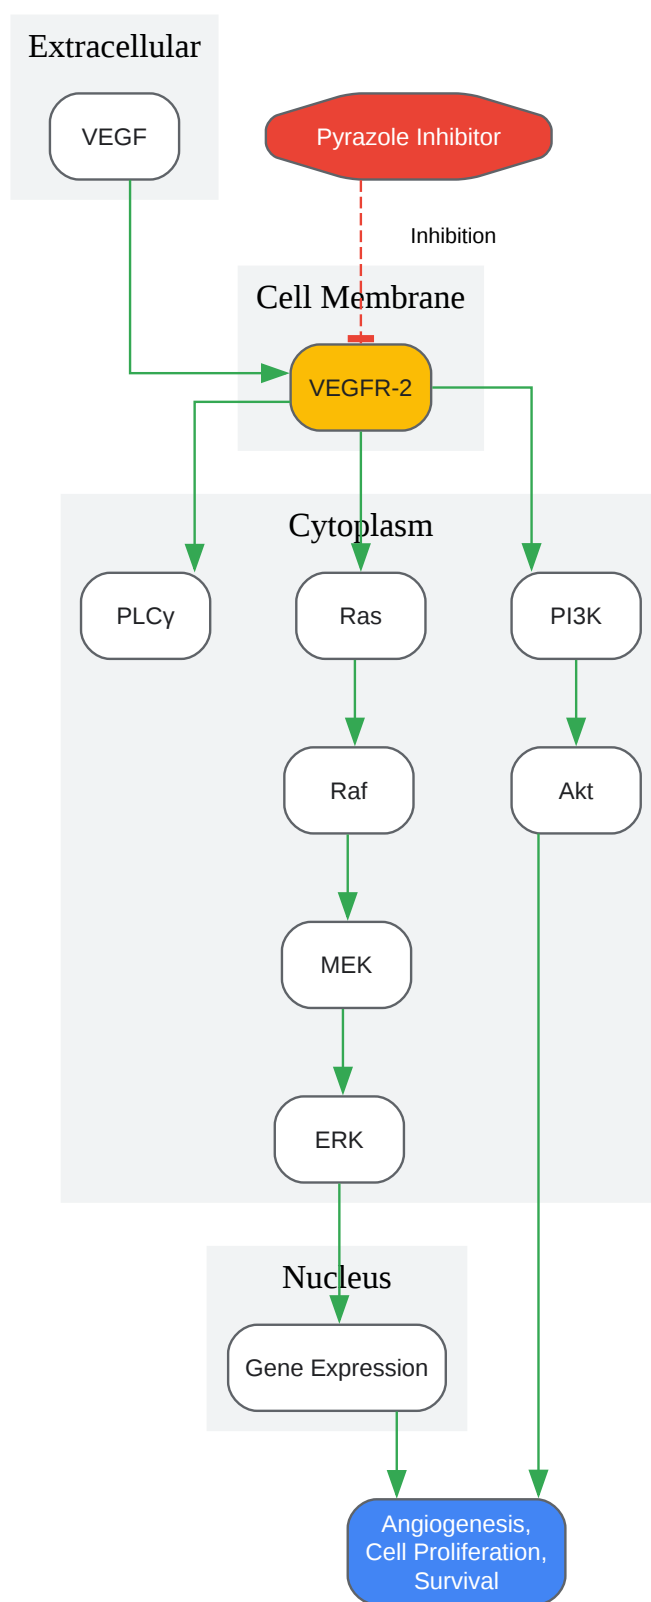 Extracellular
VEGF
Pyrazole Inhibitor
Inhibition
Cell Membrane
VEGFR-2
Cytoplasm
PLCγ
Ras
PI3K
Raf
Akt
MEK
ERK
Nucleus
Gene Expression
Angiogenesis,
Cell Proliferation,
Survival